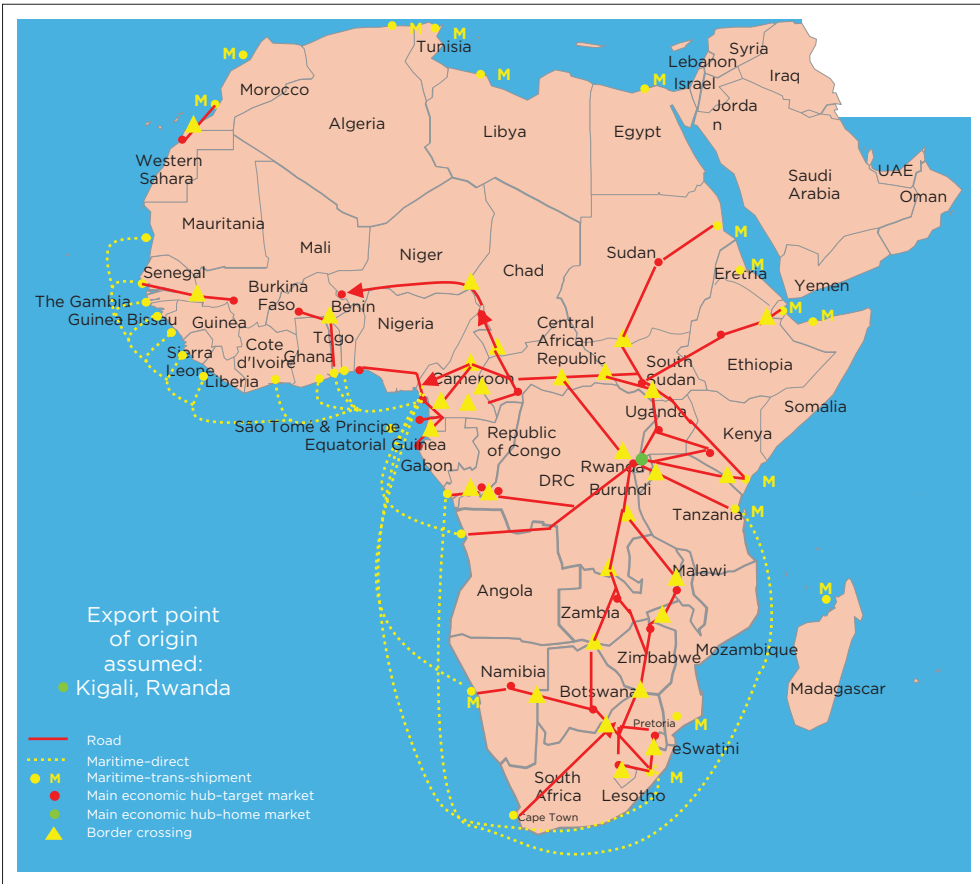 M
M
Tunisia
Syria
Lebanon
Iraq
Israel
M
M
M
Morocco
Jorda
n
Algeria
Libya
Egypt
Western
Sahara
Saudi
Arabia
UAE
Oman
Mauritania
Mali
Niger
Chad
Sudan
M
Eretria
M
Yemen
Senegal
The Gambia
Guinea Bissau
Guinea
Burkina
Faso
Benin
Nigeria
Togo
Cote
d'Ivoire
Ghana
Sierra
Leone
Liberia
Central
African
Republic
Cameroon
South
Sudan
M
M
Ethiopia
Somalia
Uganda
Kenya
São Tomé & Principe
Equatorial Guinea
Gabon
Republic
of Congo
DRC
Rwanda
Burundi
M
Tanzania
M
Angola
Zambia
Malawi
M
Namibia
M
Zimbabwe
Mozambique
Botswana
Madagascar
Pretoria
M
eSwatini
South
Africa
Lesotho
M
Cape Town
Export point
of origin
assumed:
Kigali, Rwanda
Road
Maritime–direct
M Maritime–trans-shipment
Main economic hub–target market
Main economic hub–home market
Border crossing